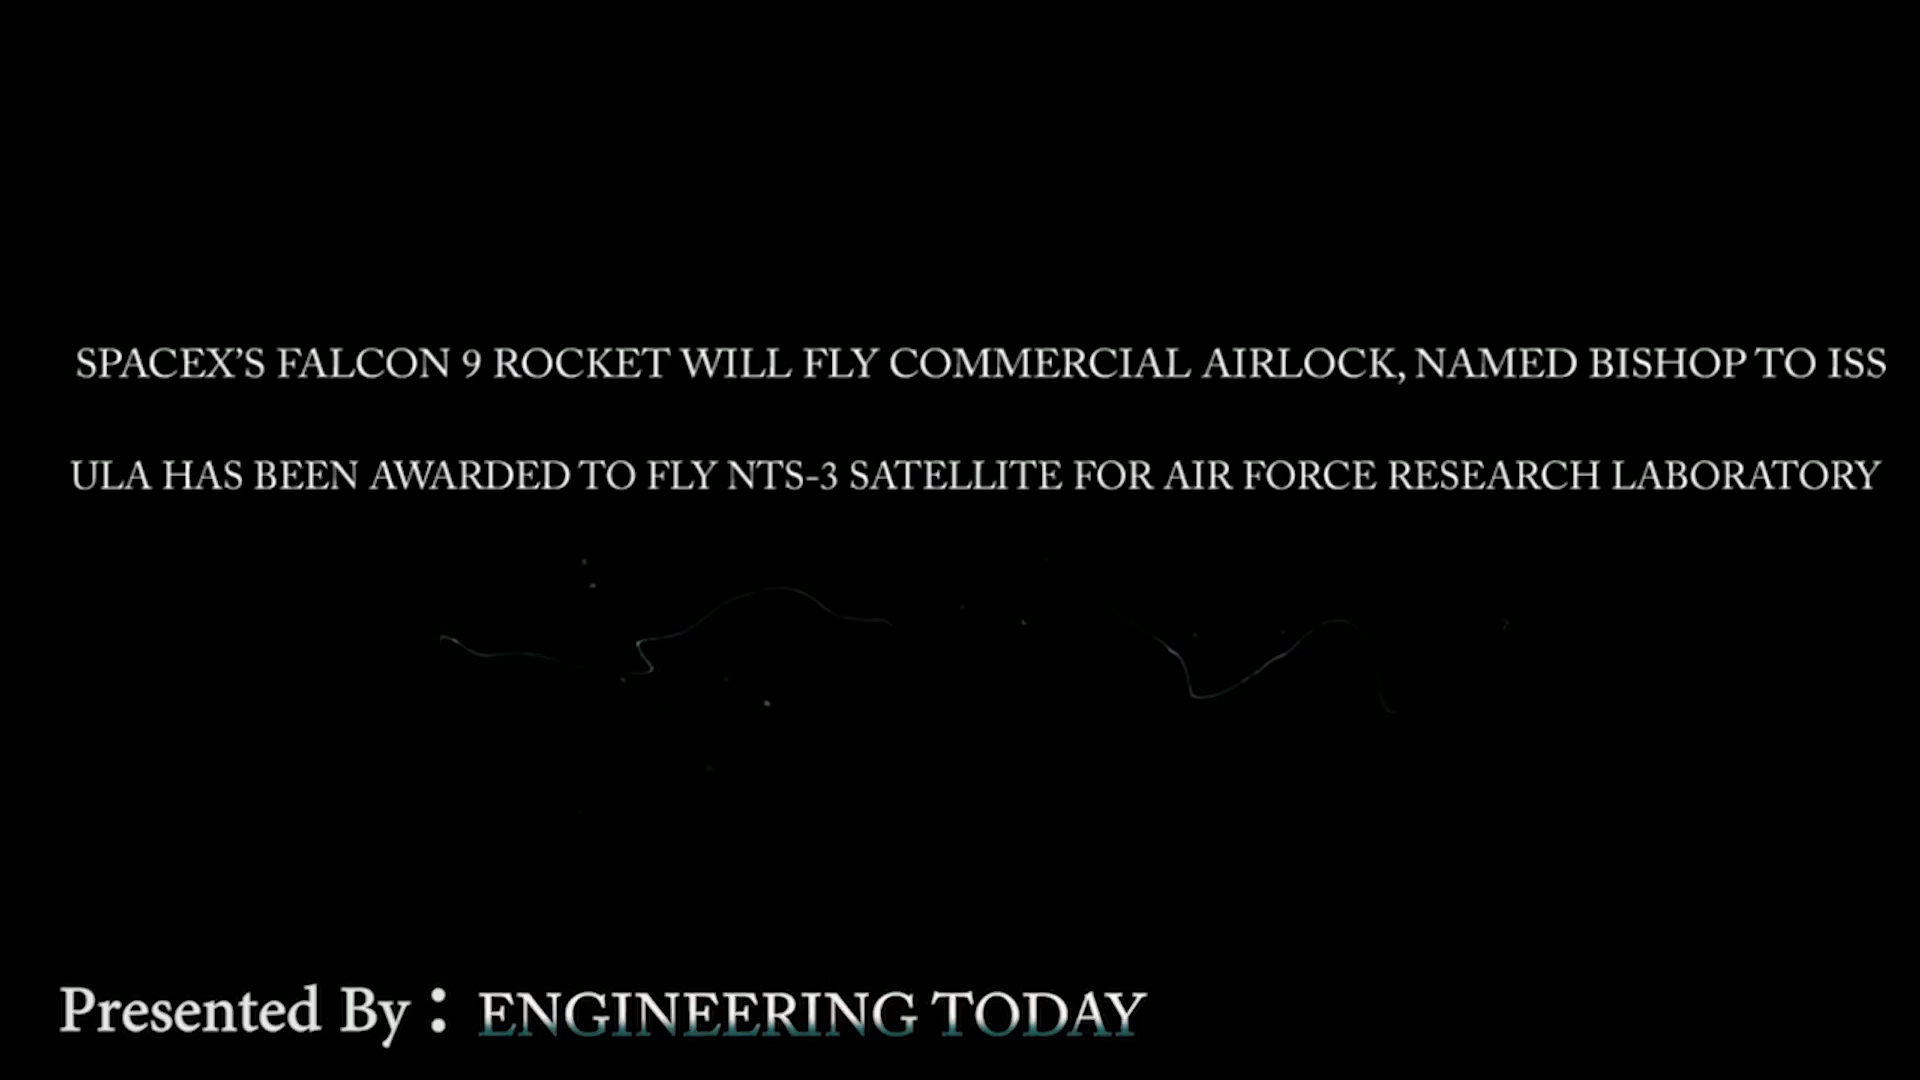 SPACEX’S FALCON 9 ROCKET WILL FLY COMMERCIAL AIRLOCK, NAMED BISHOP TO ISS
ULA HAS BEEN AWARDED TO FLY NTS-3 SATELLITE FOR AIR FORCE RESEARCH LABORATORY
Presented By : ENGINEERING TODAY